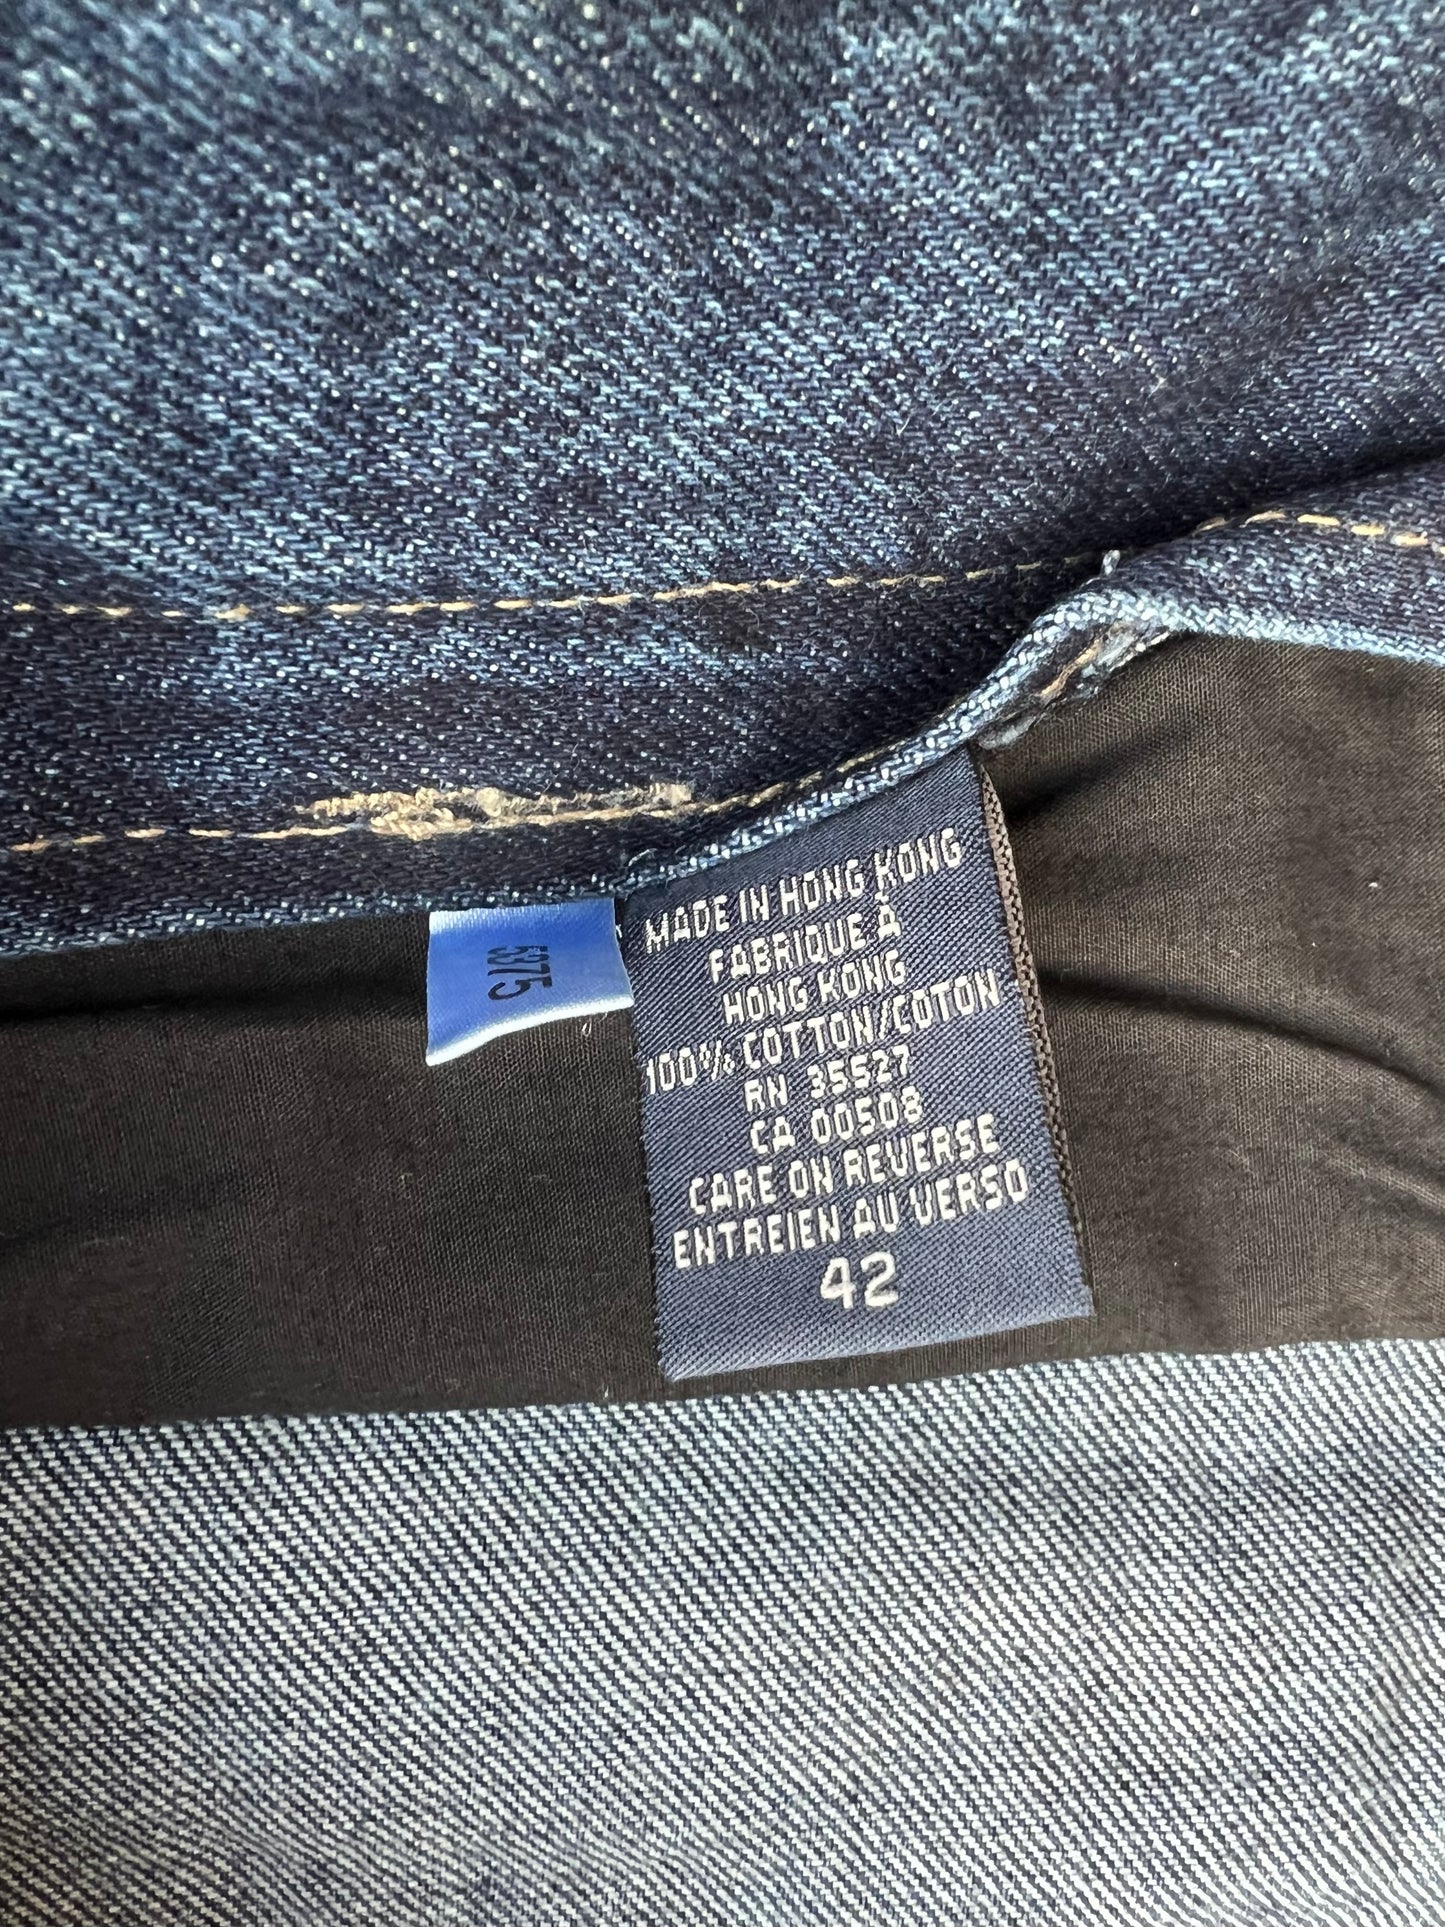 5375
MADE IN HONG KONG
FABRIQUE À
HONG KONG
100% COTTON/COTON
RN 35527
CA 00508
CARE ON REVERSE
ENTREIEN AU VERSO
42